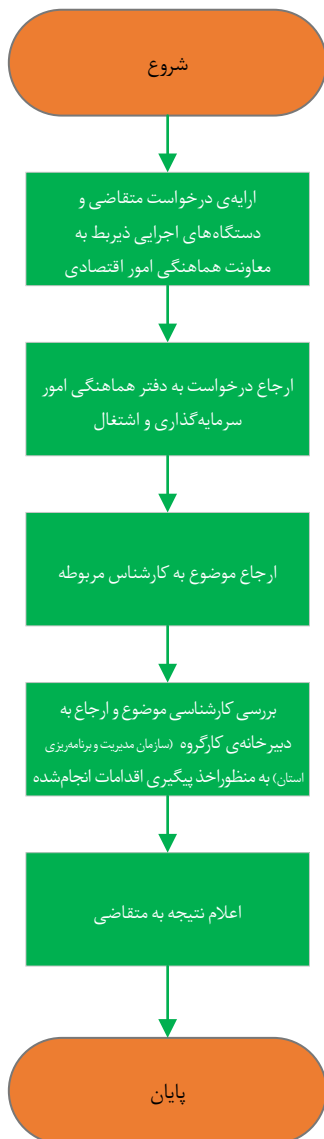 شروع
ارایه‌ی درخواست متقاضی و
دستگاه‌های اجرایی ذیربط به
معاونت هماهنگی امور اقتصادی
ارجاع درخواست به دفتر هماهنگی امور
سرمایه‌گذاری و اشتغال
ارجاع موضوع به کارشناس مربوطه
بررسی کارشناسی موضوع و ارجاع به
دبیرخانه‌ی کارگروه (سازمان مدیریت و برنامه‌ریزی
استان) به منظوراخذ پیگیری اقدامات انجام‌شده
اعلام نتیجه به متقاضی
پایان